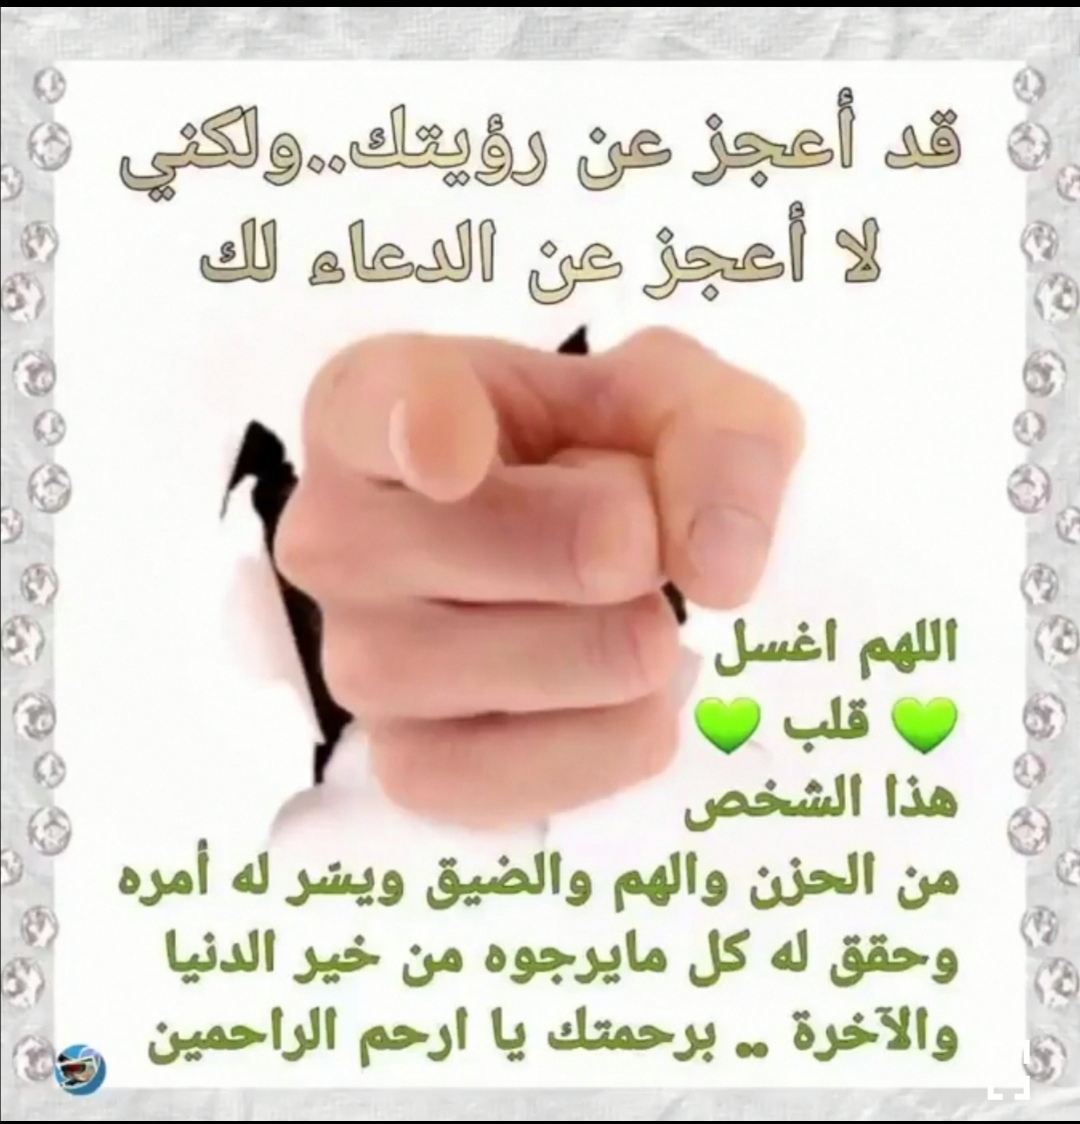 قد أعجز عن رؤيتك..ولكني
لا أعجز عن الدعاء لك
اللهم اغسل
💚 قلب 💚
هذا الشخص
من الحزن والهم والضيق ويسّر له أمره
وحقق له كل مايرجوه من خير الدنيا
والآخرة .. برحمتك يا ارحم الراحمين